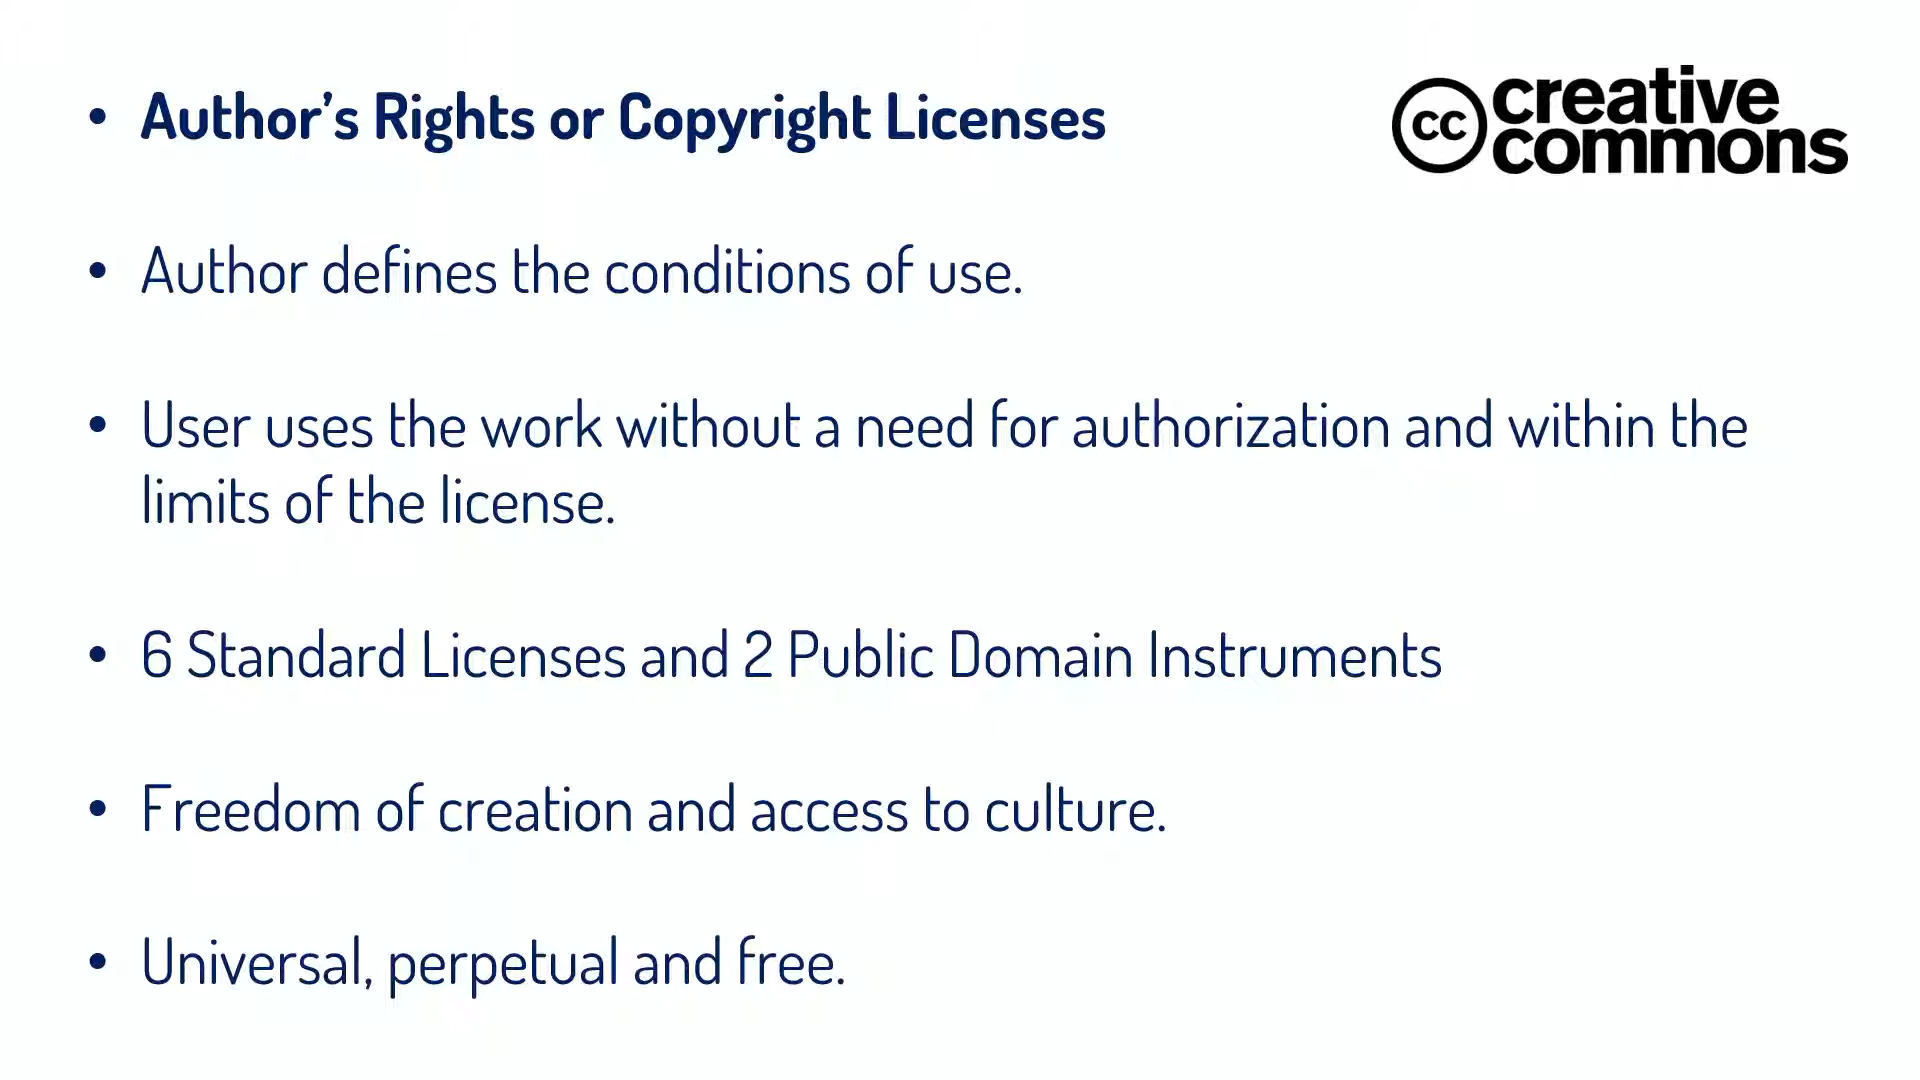 • Author’s Rights or Copyright Licenses
cc creative
commons
• Author defines the conditions of use.
• User uses the work without a need for authorization and within the
limits of the license.
• 6 Standard Licenses and 2 Public Domain Instruments
• Freedom of creation and access to culture.
• Universal, perpetual and free.